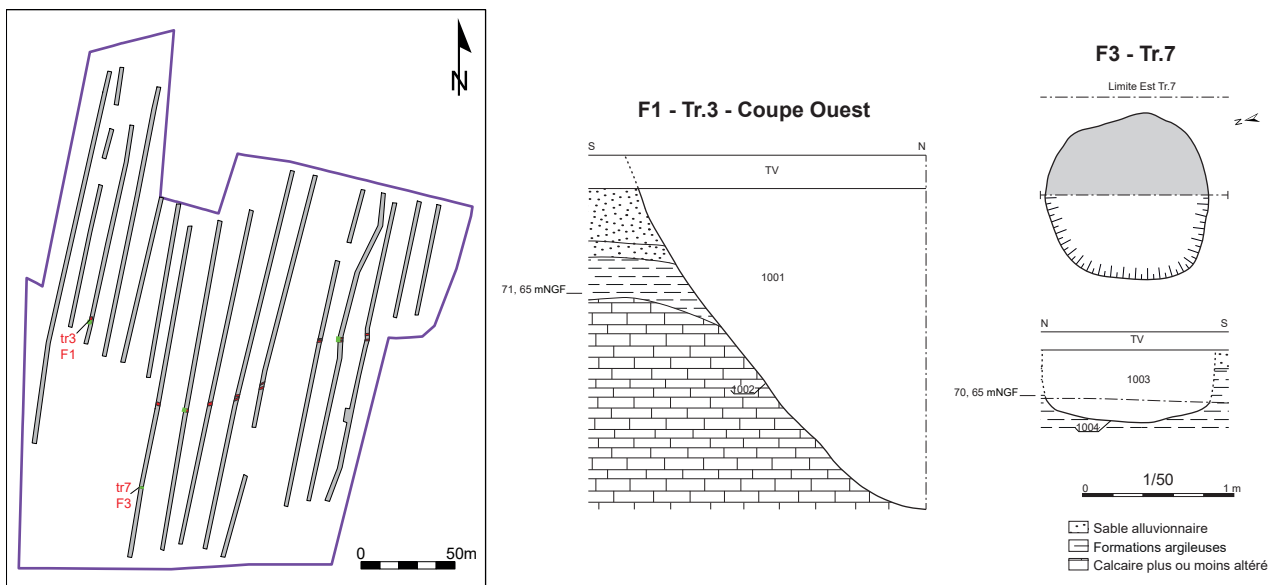 N
tr3
F1
tr7
F3
0 50m
F1 - Tr.3 - Coupe Ouest
S N
TV
1001
71, 65 mNGF
1002
F3 - Tr.7
Limite Est Tr.7
N
N S
TV
1003
70, 65 mNGF
1004
1/50
0 1 m
Sable alluvionnaire
Formations argileuses
Calcaire plus ou moins altéré